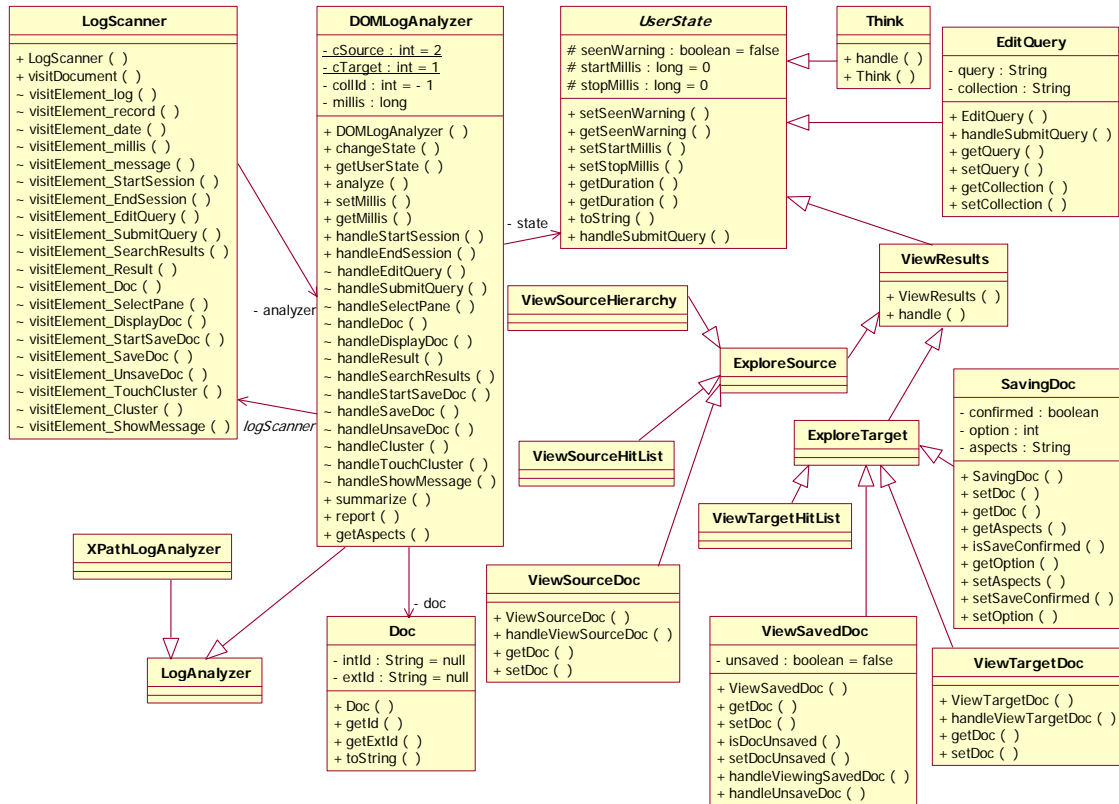 LogScanner
+ LogScanner ( )
+ visitDocument ( )
~ visitElement_log ( )
~ visitElement_record ( )
~ visitElement_date ( )
~ visitElement_millis ( )
~ visitElement_message ( )
~ visitElement_StartSession ( )
~ visitElement_EndSession ( )
~ visitElement_EditQuery ( )
~ visitElement_SubmitQuery ( )
~ visitElement_SearchResults ( )
~ visitElement_Result ( )
~ visitElement_Doc ( )
~ visitElement_SelectPane ( )
~ visitElement_DisplayDoc ( )
~ visitElement_StartSaveDoc ( )
~ visitElement_SaveDoc ( )
~ visitElement_UnsaveDoc ( )
~ visitElement_TouchCluster ( )
~ visitElement_Cluster ( )
~ visitElement_ShowMessage ( )
DOMLogAnalyzer
- cSource : int = 2
- cTarget : int = 1
- collId : int = - 1
- millis : long
+ DOMLogAnalyzer ( )
+ changeState ( )
+ getUserState ( )
+ analyze ( )
+ setMillis ( )
+ getMillis ( )
+ handleStartSession ( )
+ handleEndSession ( )
~ handleEditQuery ( )
~ handleSubmitQuery ( )
~ handleSelectPane ( )
~ handleDoc ( )
~ handleDisplayDoc ( )
~ handleResult ( )
~ handleSearchResults ( )
~ handleStartSaveDoc ( )
~ handleSaveDoc ( )
~ handleUnsaveDoc ( )
~ handleCluster ( )
~ handleTouchCluster ( )
~ handleShowMessage ( )
+ summarize ( )
+ report ( )
+ getAspects ( )
- analyzer
logScanner
- state
- doc
UserState
# seenWarning : boolean = false
# startMillis : long = 0
# stopMillis : long = 0
+ setSeenWarning ( )
+ getSeenWarning ( )
+ setStartMillis ( )
+ setStopMillis ( )
+ getDuration ( )
+ getDuration ( )
+ toString ( )
+ handleSubmitQuery ( )
Think
+ handle ( )
+ Think ( )
EditQuery
- query : String
- collection : String
+ EditQuery ( )
+ handleSubmitQuery ( )
+ getQuery ( )
+ setQuery ( )
+ getCollection ( )
+ setCollection ( )
ViewResults
+ ViewResults ( )
+ handle ( )
ViewSourceHierarchy
ExploreSource
ViewSourceHitList
ExploreTarget
ViewTargetHitList
SavingDoc
- confirmed : boolean
- option : int
- aspects : String
+ SavingDoc ( )
+ setDoc ( )
+ getDoc ( )
+ getAspects ( )
+ isSaveConfirmed ( )
+ getOption ( )
+ setAspects ( )
+ setSaveConfirmed ( )
+ setOption ( )
XPathLogAnalyzer
LogAnalyzer
Doc
- intId : String = null
- extId : String = null
+ Doc ( )
+ getId ( )
+ getExtId ( )
+ toString ( )
ViewSourceDoc
+ ViewSourceDoc ( )
+ handleViewSourceDoc ( )
+ getDoc ( )
+ setDoc ( )
ViewSavedDoc
- unsaved : boolean = false
+ ViewSavedDoc ( )
+ getDoc ( )
+ setDoc ( )
+ isDocUnsaved ( )
+ setDocUnsaved ( )
+ handleViewingSavedDoc ( )
+ handleUnsaveDoc ( )
ViewTargetDoc
+ ViewTargetDoc ( )
+ handleViewTargetDoc ( )
+ getDoc ( )
+ setDoc ( )